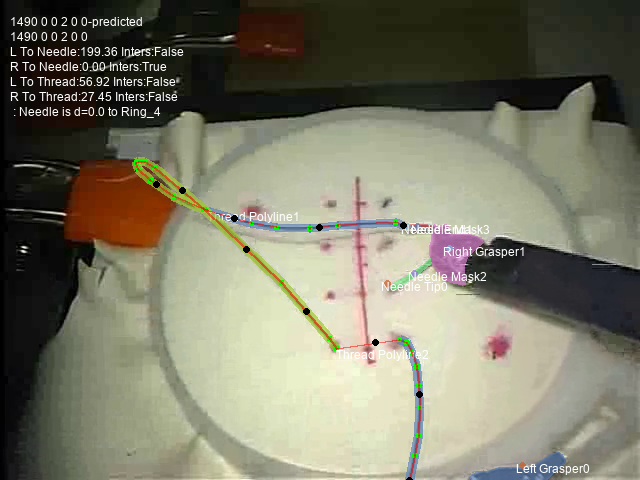 1490 0 0 2 0 0-predicted
1490 0 0 2 0 0
L To Needle:199.36 Inters:False
R To Needle:0.00 Inters:True
L To Thread:56.92 Inters:False
R To Thread:27.45 Inters:False
: Needle is d=0.0 to Ring_4
Thread Polyline1
Mask3
Right Grasper1
Needle Mask2
Needle Tip0
Thread Polyline2
Left Grasper0